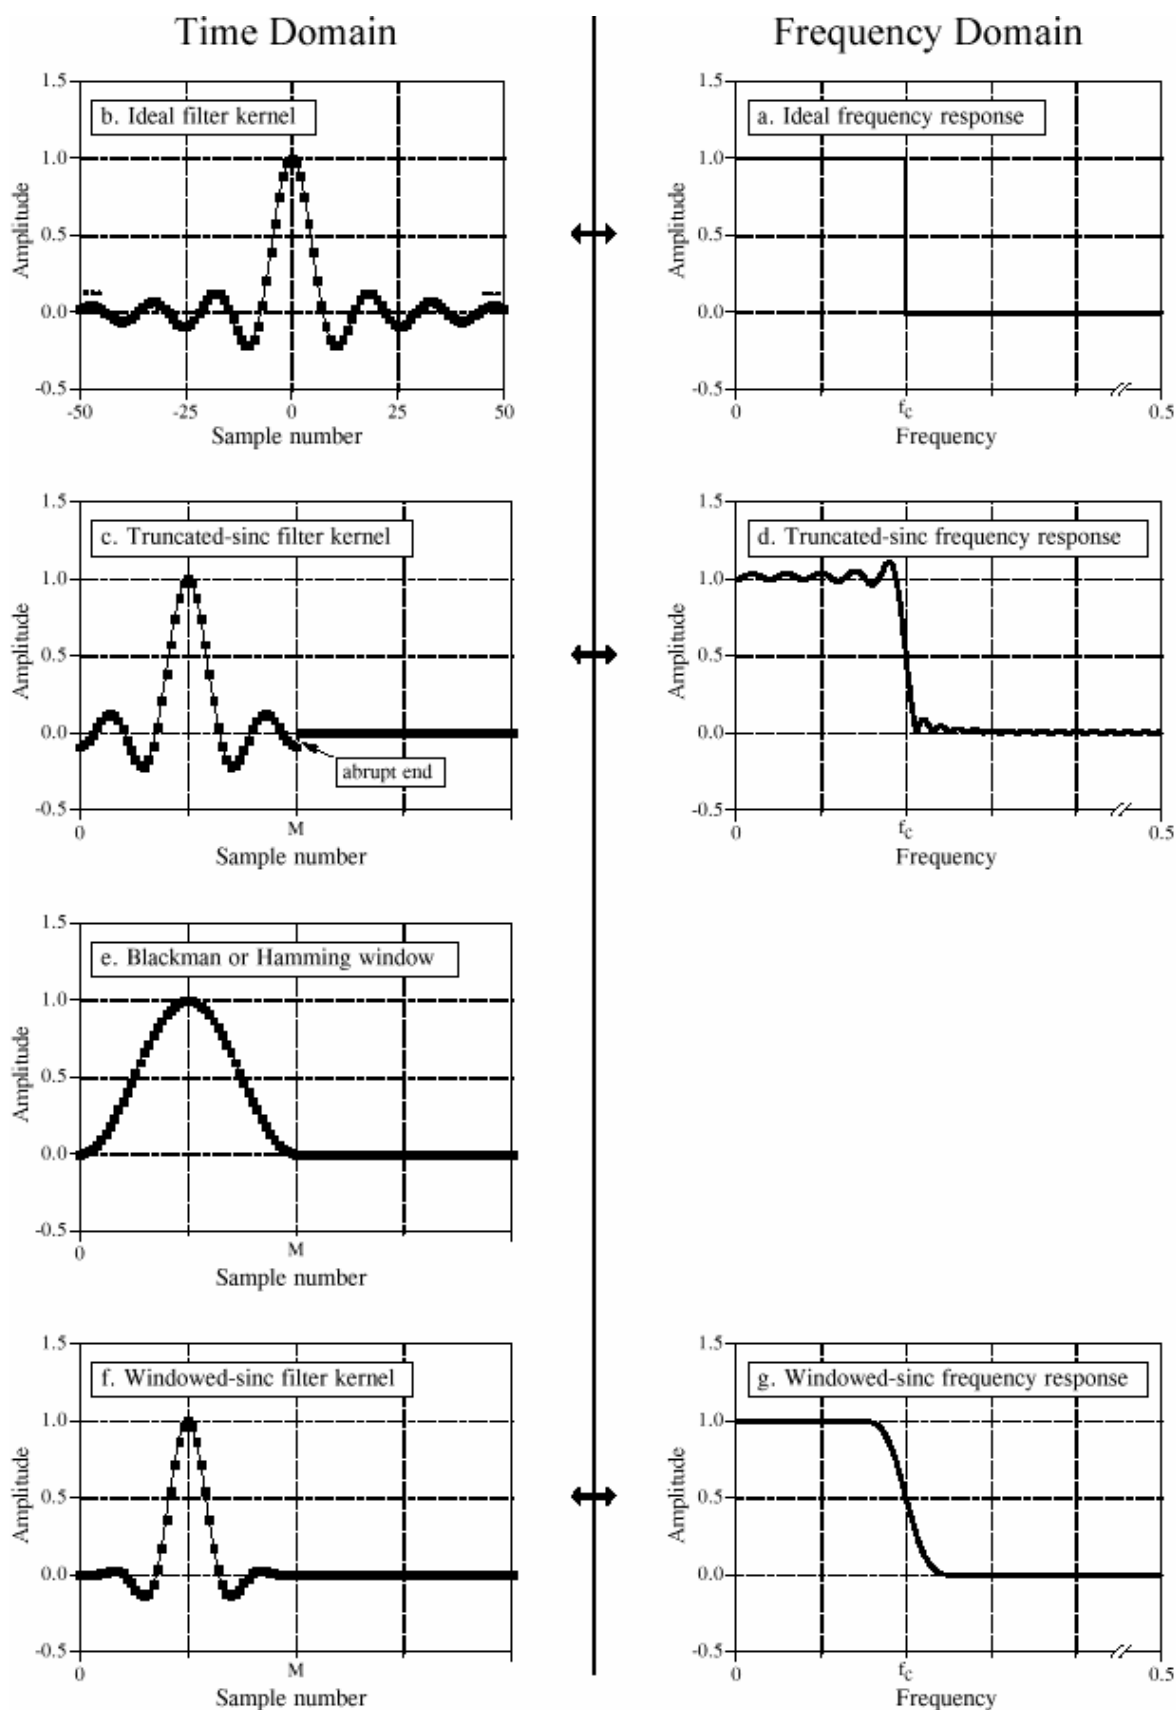 Time Domain
Frequency Domain
1.5
1.0
0.5
0.0
-0.5
Amplitude
b. Ideal filter kernel
-50
-25
0
25
50
Sample number
1.5
1.0
0.5
0.0
-0.5
Amplitude
a. Ideal frequency response
0
fc
0.5
Frequency
1.5
1.0
0.5
0.0
-0.5
Amplitude
c. Truncated-sinc filter kernel
abrupt end
0
M
Sample number
1.5
1.0
0.5
0.0
-0.5
Amplitude
d. Truncated-sinc frequency response
0
fc
0.5
Frequency
1.5
1.0
0.5
0.0
-0.5
Amplitude
e. Blackman or Hamming window
0
M
Sample number
1.5
1.0
0.5
0.0
-0.5
Amplitude
f. Windowed-sinc filter kernel
0
M
Sample number
1.5
1.0
0.5
0.0
-0.5
Amplitude
g. Windowed-sinc frequency response
0
fc
0.5
Frequency